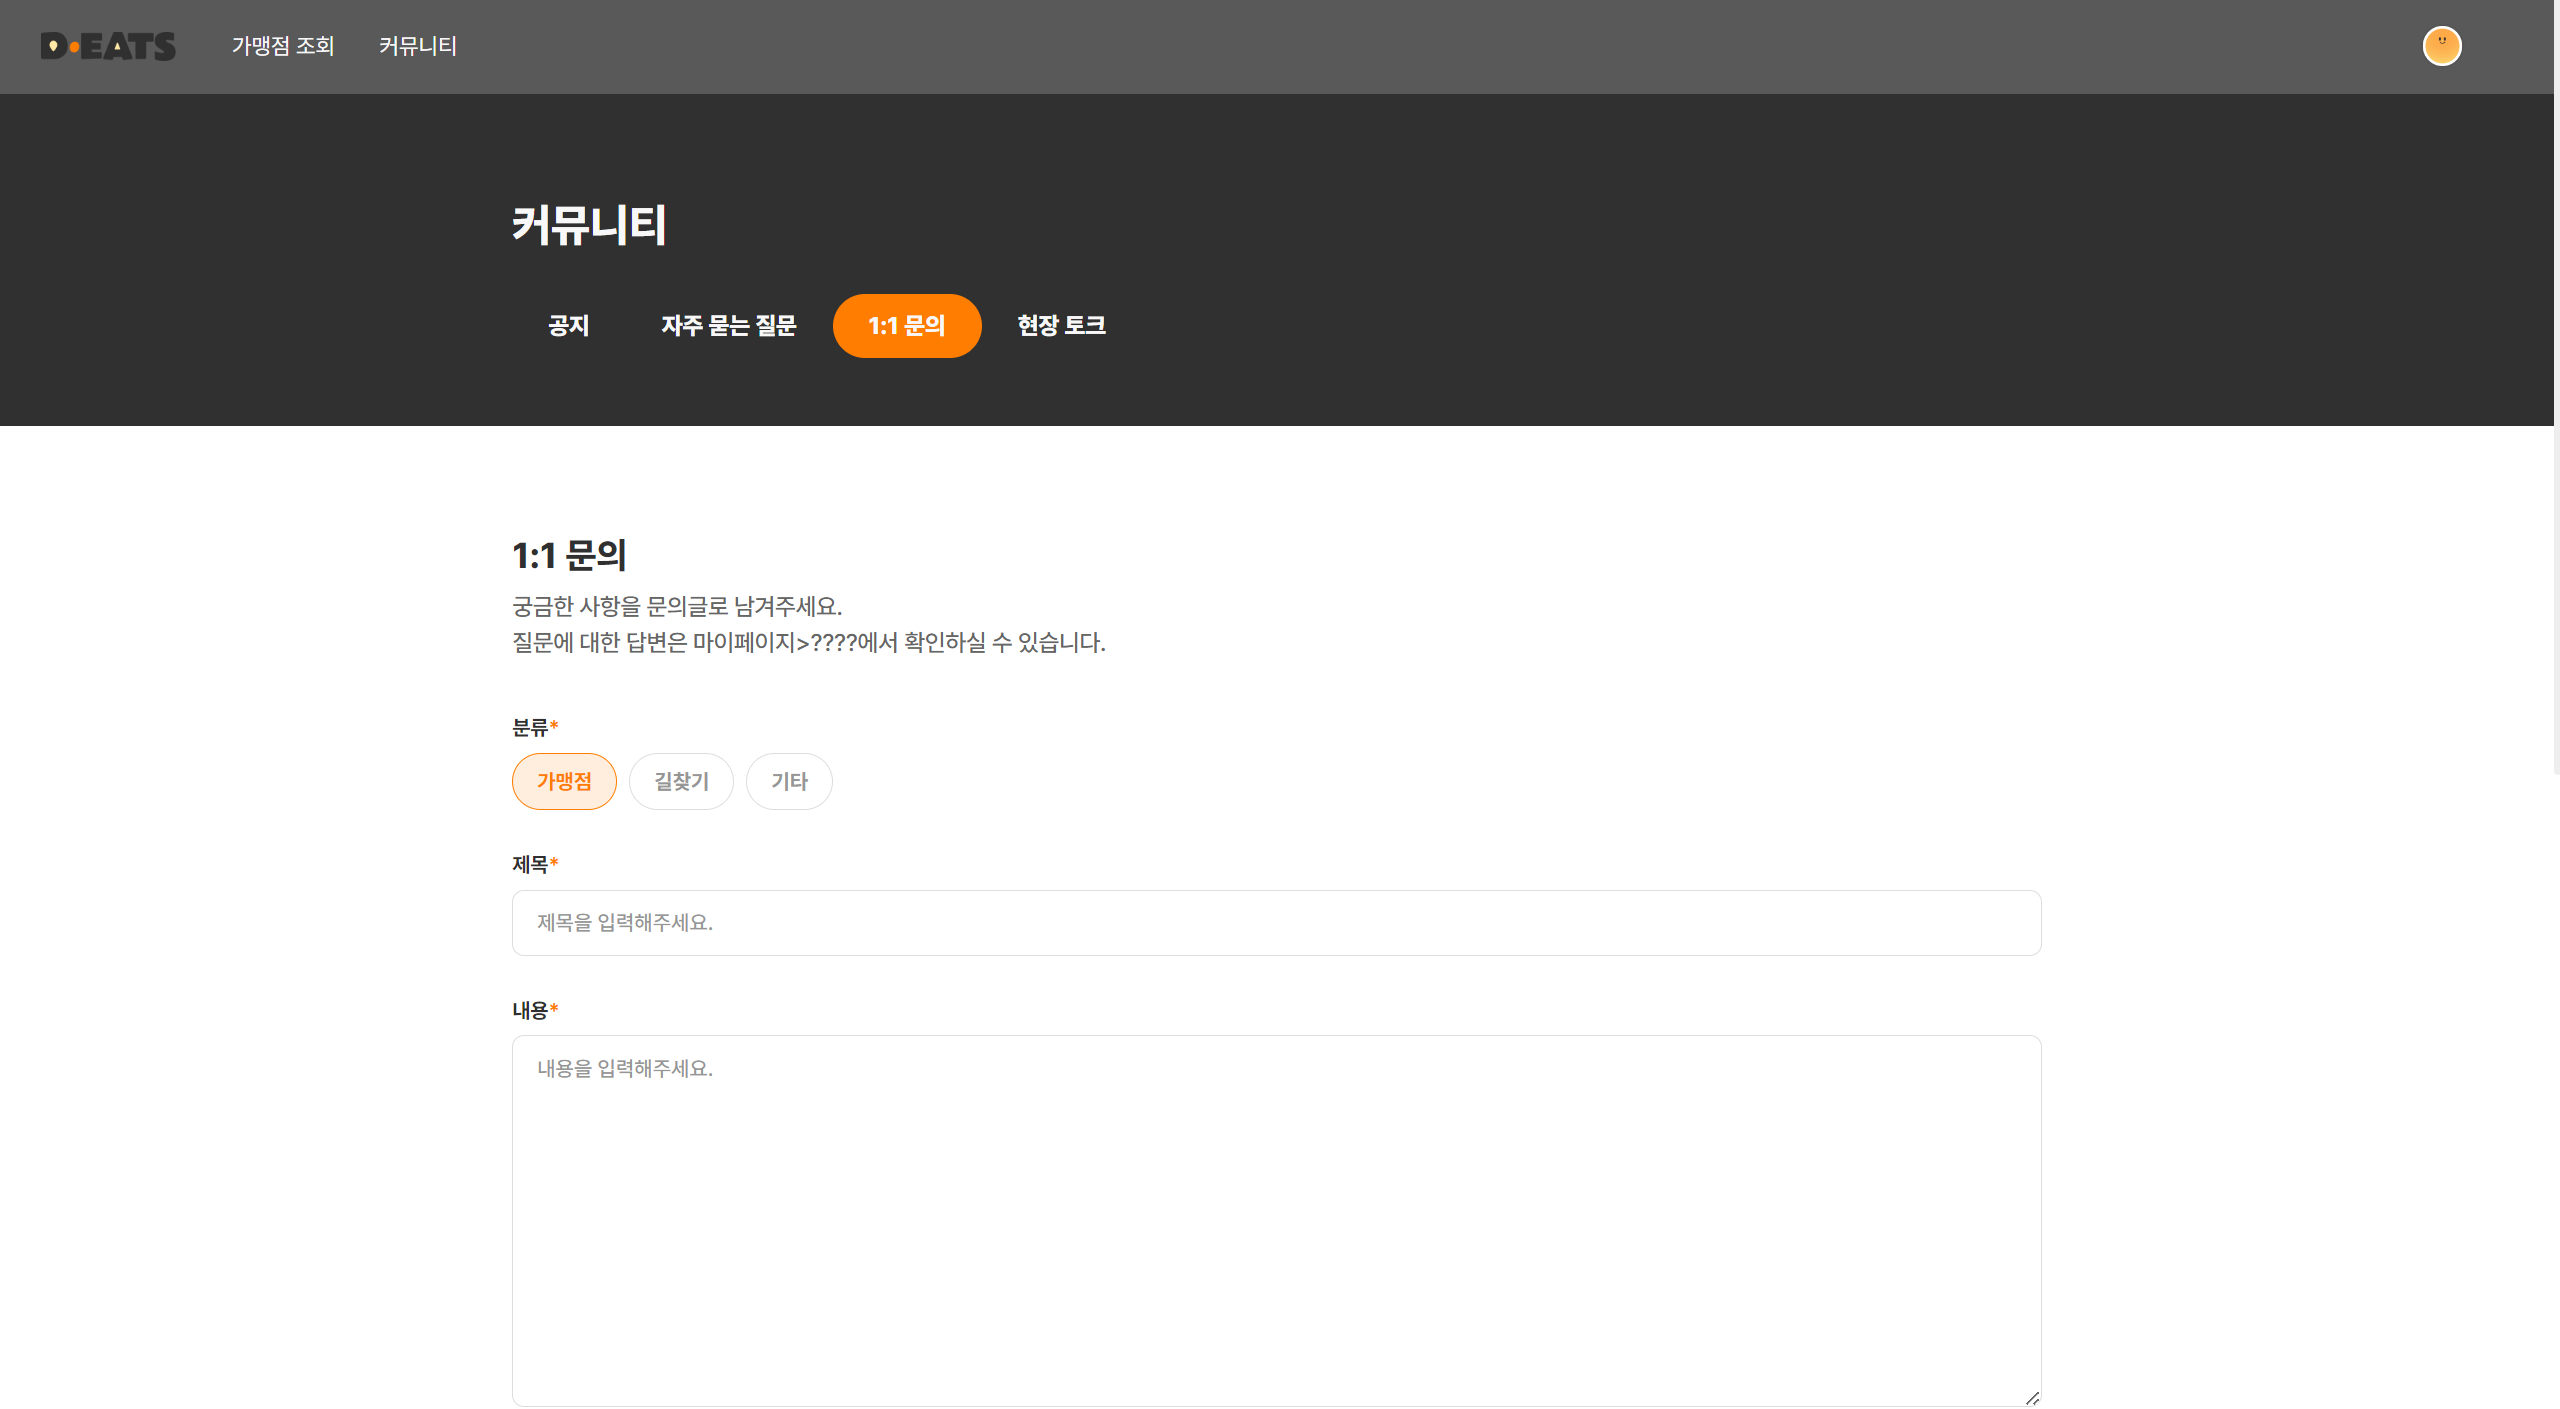 D•EATS 가맹점 조회 커뮤니티
커뮤니티
공지 자주 묻는 질문 1:1 문의 현장 토크
1:1 문의
궁금한 사항을 문의글로 남겨주세요.
질문에 대한 답변은 마이페이지>????에서 확인하실 수 있습니다.
분류*
가맹점 길찾기 기타
제목*
제목을 입력해주세요.
내용*
내용을 입력해주세요.